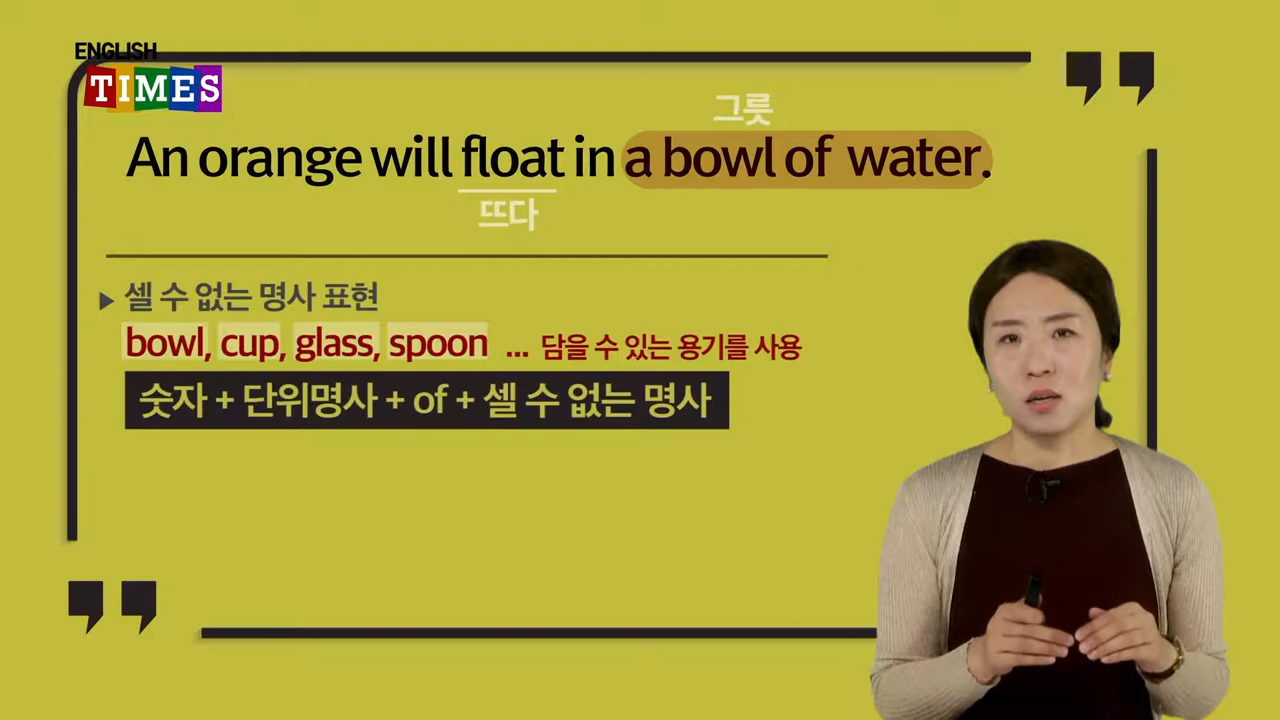 ENGLISH
TIMES
그릇
An orange will float in a bowl of water.
뜨다
▶ 셀 수 없는 명사 표현
bowl, cup, glass, spoon ... 담을 수 있는 용기를 사용
숫자 + 단위명사 + of + 셀 수 없는 명사